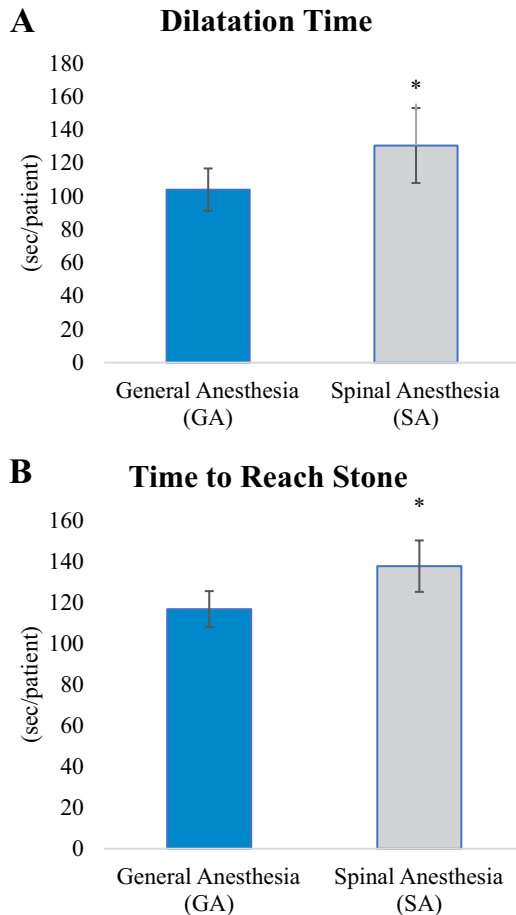 A
Dilatation Time
(sec/patient)
180
160
140
120
100
80
60
40
20
0
*
General Anesthesia
(GA)
Spinal Anesthesia
(SA)
B
Time to Reach Stone
(sec/patient)
160
140
120
100
80
60
40
20
0
*
General Anesthesia
(GA)
Spinal Anesthesia
(SA)